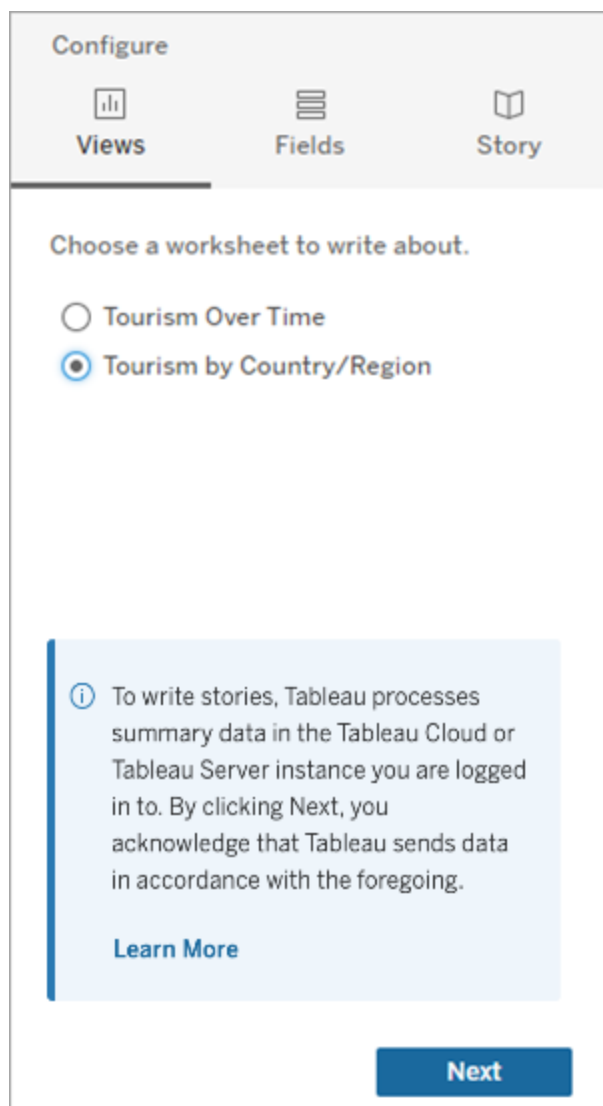 Configure
Views Fields Story
Choose a worksheet to write about.
Tourism Over Time
Tourism by Country/Region
To write stories, Tableau processes
summary data in the Tableau Cloud or
Tableau Server instance you are logged
in to. By clicking Next, you
acknowledge that Tableau sends data
in accordance with the foregoing.
Learn More
Next